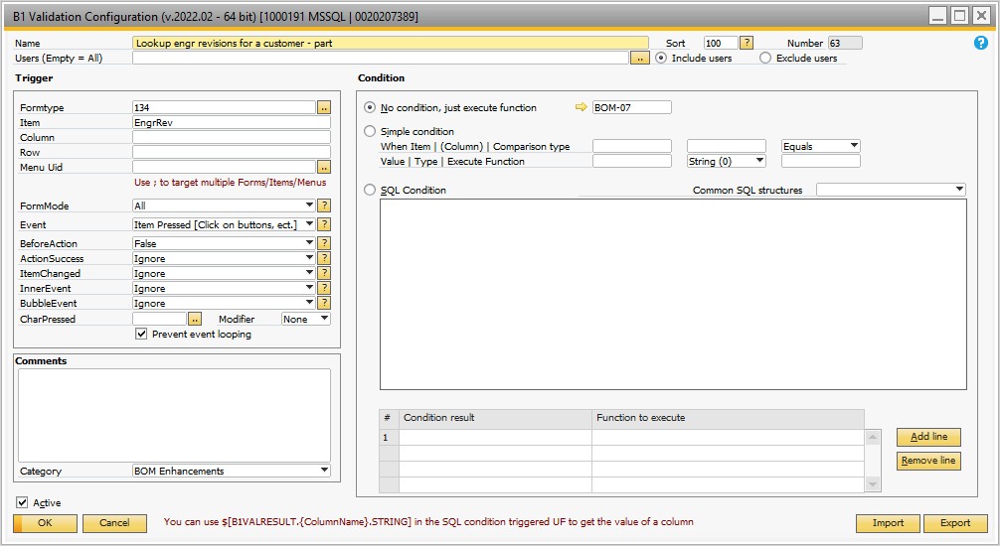 B1 Validation Configuration (v.2022.02 - 64 bit) [1000191 MSSQL | 0020207389]
Name Lookup engr revisions for a customer - part Sort 100 ? Number 63 ?
Users (Empty = All) .. Include users Exclude users
Trigger Condition
Formtype 134 ..
Item EngrRev
Column
Row
Menu Uid ..
Use ; to target multiple Forms/Items/Menus
FormMode All ?
Event Item Pressed [Click on buttons, ect.] ?
BeforeAction False ?
ActionSuccess Ignore ?
ItemChanged Ignore ?
InnerEvent Ignore ?
BubbleEvent Ignore ?
CharPressed .. Modifier None
Prevent event looping
Comments
Category BOM Enhancements
No condition, just execute function BOM-07
Simple condition
When Item | (Column) | Comparison type Equals
Value | Type | Execute Function String (0)
SQL Condition Common SQL structures
# Condition result Function to execute
1
Add line
Remove line
Active
OK Cancel You can use $[B1VALRESULT.{ColumnName}.STRING] in the SQL condition triggered UF to get the value of a column Import Export